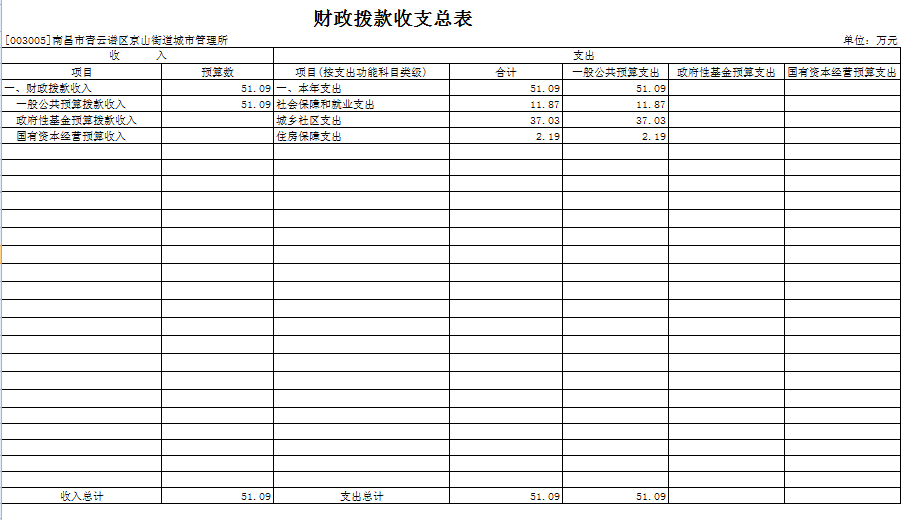 财政拨款收支总表
[003005]南昌市青云谱区京山街道城市管理所 单位：万元
收 入 支出
项目 预算数 项目(按支出功能科目类级) 合计 一般公共预算支出 政府性基金预算支出 国有资本经营预算支出
一、财政拨款收入 51.09 一、本年支出 51.09 51.09
一般公共预算拨款收入 51.09 社会保障和就业支出 11.87 11.87
政府性基金预算拨款收入 城乡社区支出 37.03 37.03
国有资本经营预算收入 住房保障支出 2.19 2.19
收入总计 51.09 支出总计 51.09 51.09